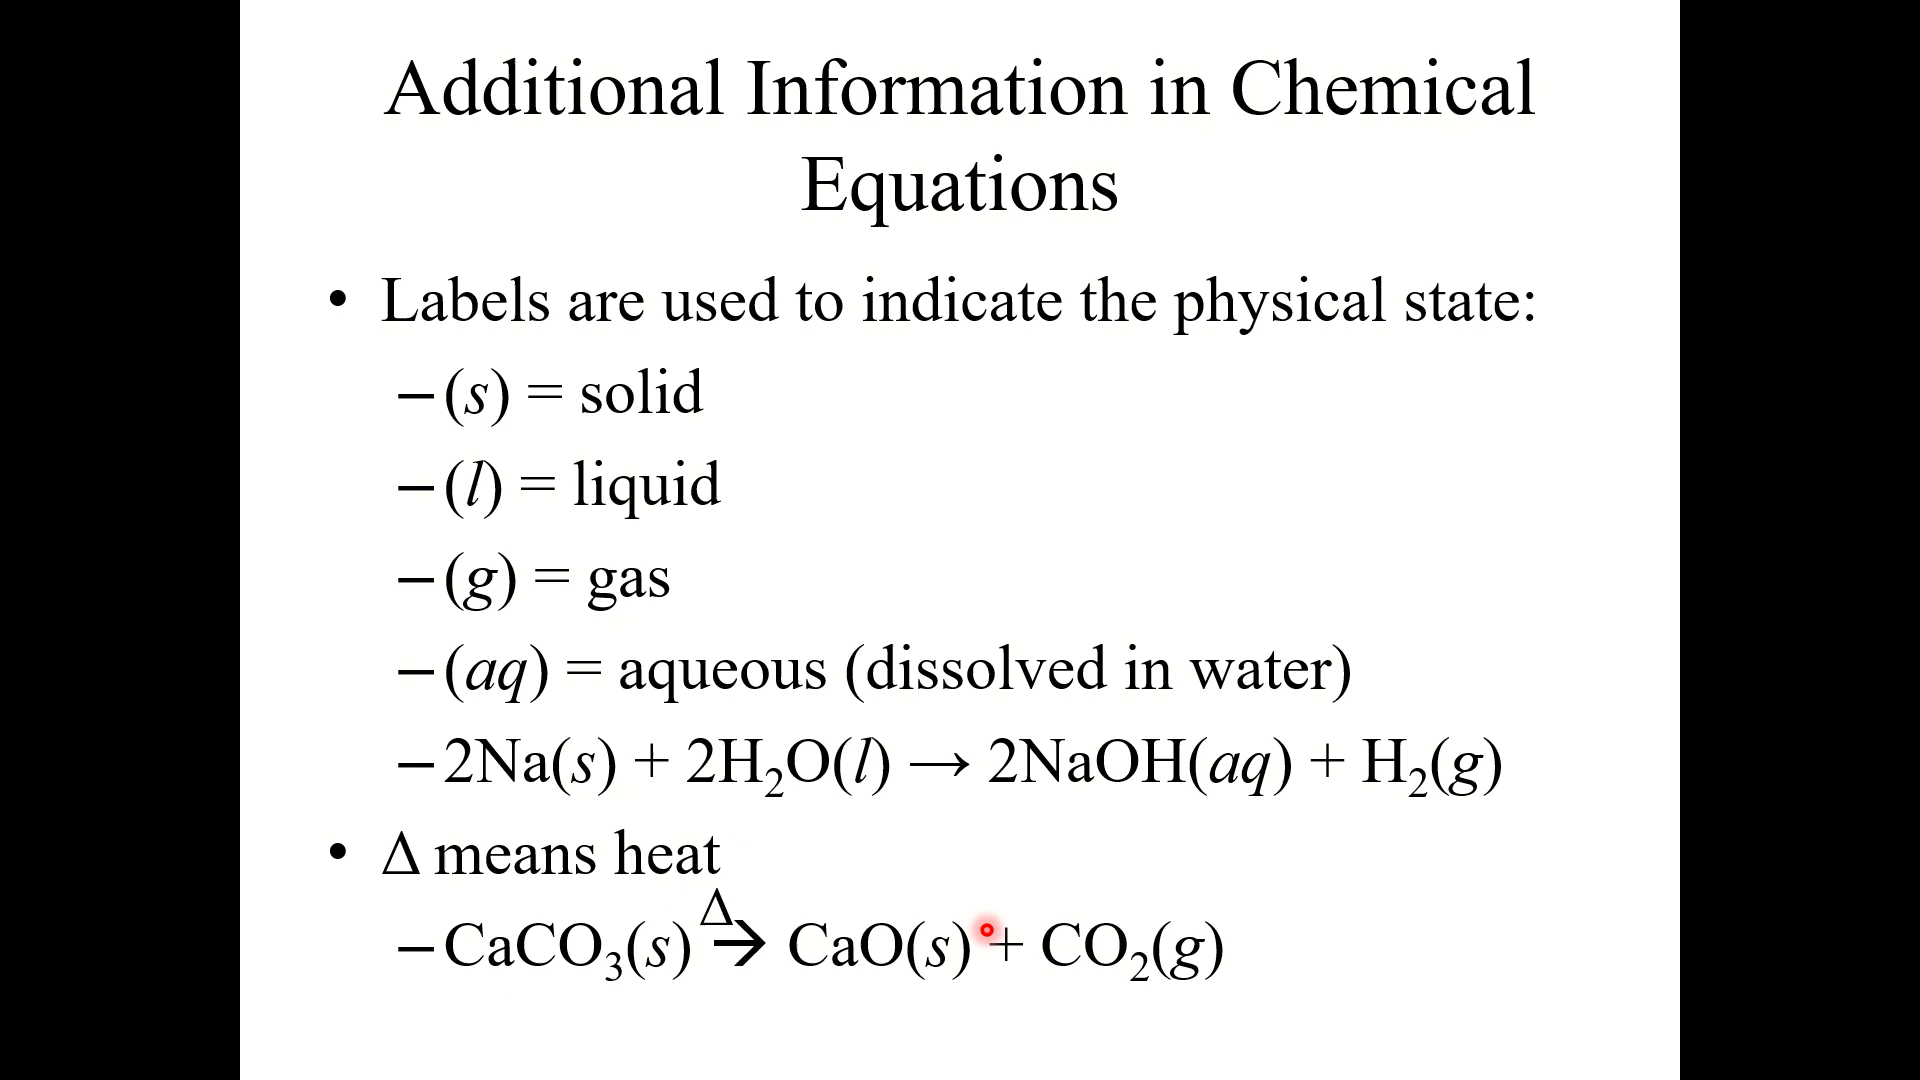 Additional Information in Chemical
Equations
• Labels are used to indicate the physical state:
– (s) = solid
– (l) = liquid
– (g) = gas
– (aq) = aqueous (dissolved in water)
– 2Na(s) + 2H₂O(l) → 2NaOH(aq) + H₂(g)
• Δ means heat
Δ
– CaCO₃(s) → CaO(s) + CO₂(g)